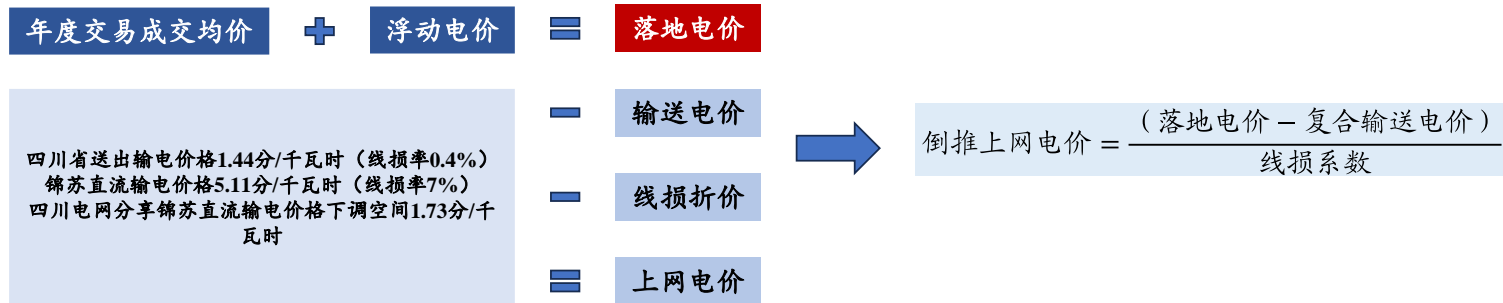 年度交易成交均价 + 浮动电价 = 落地电价
- 输送电价
四川省送出输电价格1.44分/千瓦时（线损率0.4%）
锦苏直流输电价格5.11分/千瓦时（线损率7%）
四川电网分享锦苏直流输电价格下调空间1.73分/千
瓦时
- 线损折价
= 上网电价
倒推上网电价 = （落地电价 − 复合输送电价）
线损系数